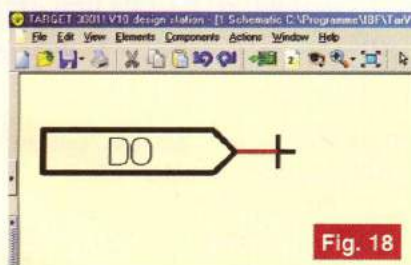 TARGET 3001! V10 design station - [1 Schematic C:\Programme\IBF\TarV
File Edit View Elements Components Actions Window Help
DO
Fig. 18